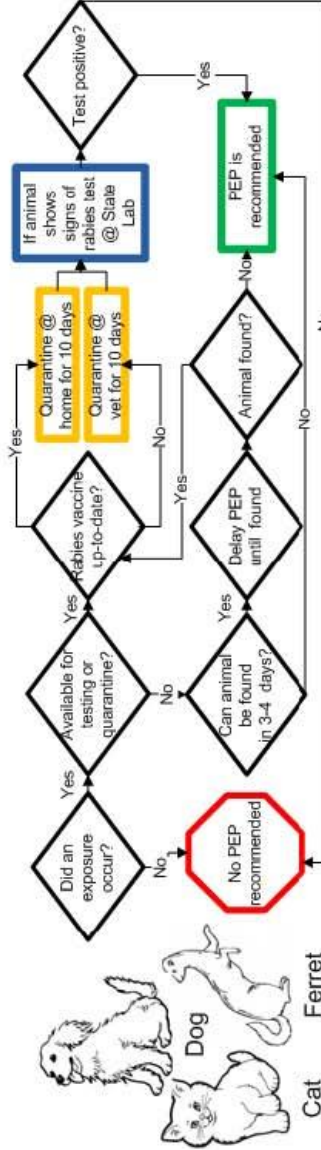 Dog
Cat
Ferret
Did an
exposure
occur?
Yes
No
No PEP
recommended
Available for
testing or
quarantine?
Yes
No
Can animal
be found
in 3-4 days?
Yes
No
Rabies vaccine
up-to-date?
Yes
No
Delay PEP
until found
Yes
Animal found?
No
Quarantine @
home for 10 days
Quarantine @
vet for 10 days
If animal
shows
signs of
rabies test
@ State
Lab
Test positive?
Yes
PEP is
recommended